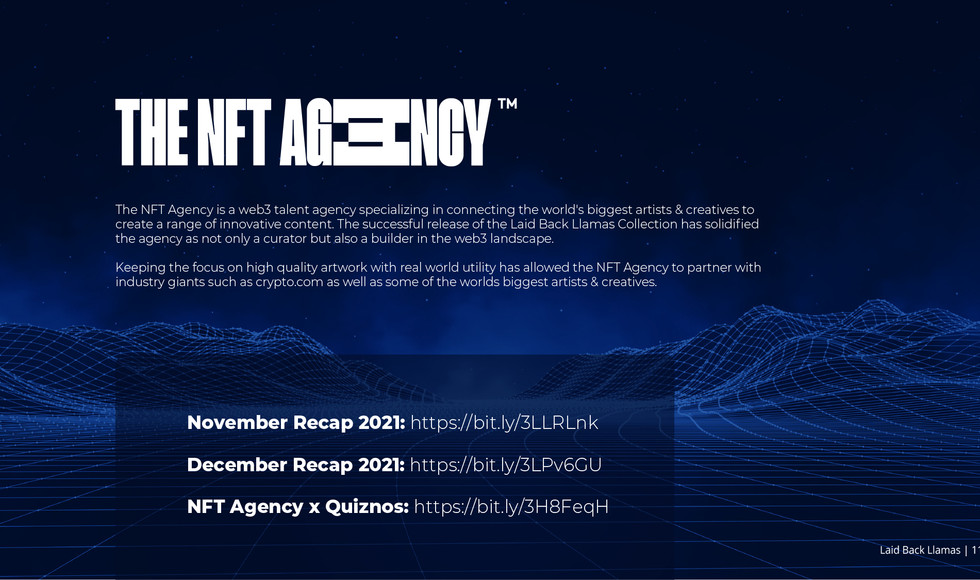 THE NFT AGENCY™
The NFT Agency is a web3 talent agency specializing in connecting the world's biggest artists & creatives to
create a range of innovative content. The successful release of the Laid Back Llamas Collection has solidified
the agency as not only a curator but also a builder in the web3 landscape.
Keeping the focus on high quality artwork with real world utility has allowed the NFT Agency to partner with
industry giants such as crypto.com as well as some of the worlds biggest artists & creatives.
November Recap 2021: https://bit.ly/3LLRLnk
December Recap 2021: https://bit.ly/3LPv6GU
NFT Agency x Quiznos: https://bit.ly/3H8FeqH
Laid Back Llamas |